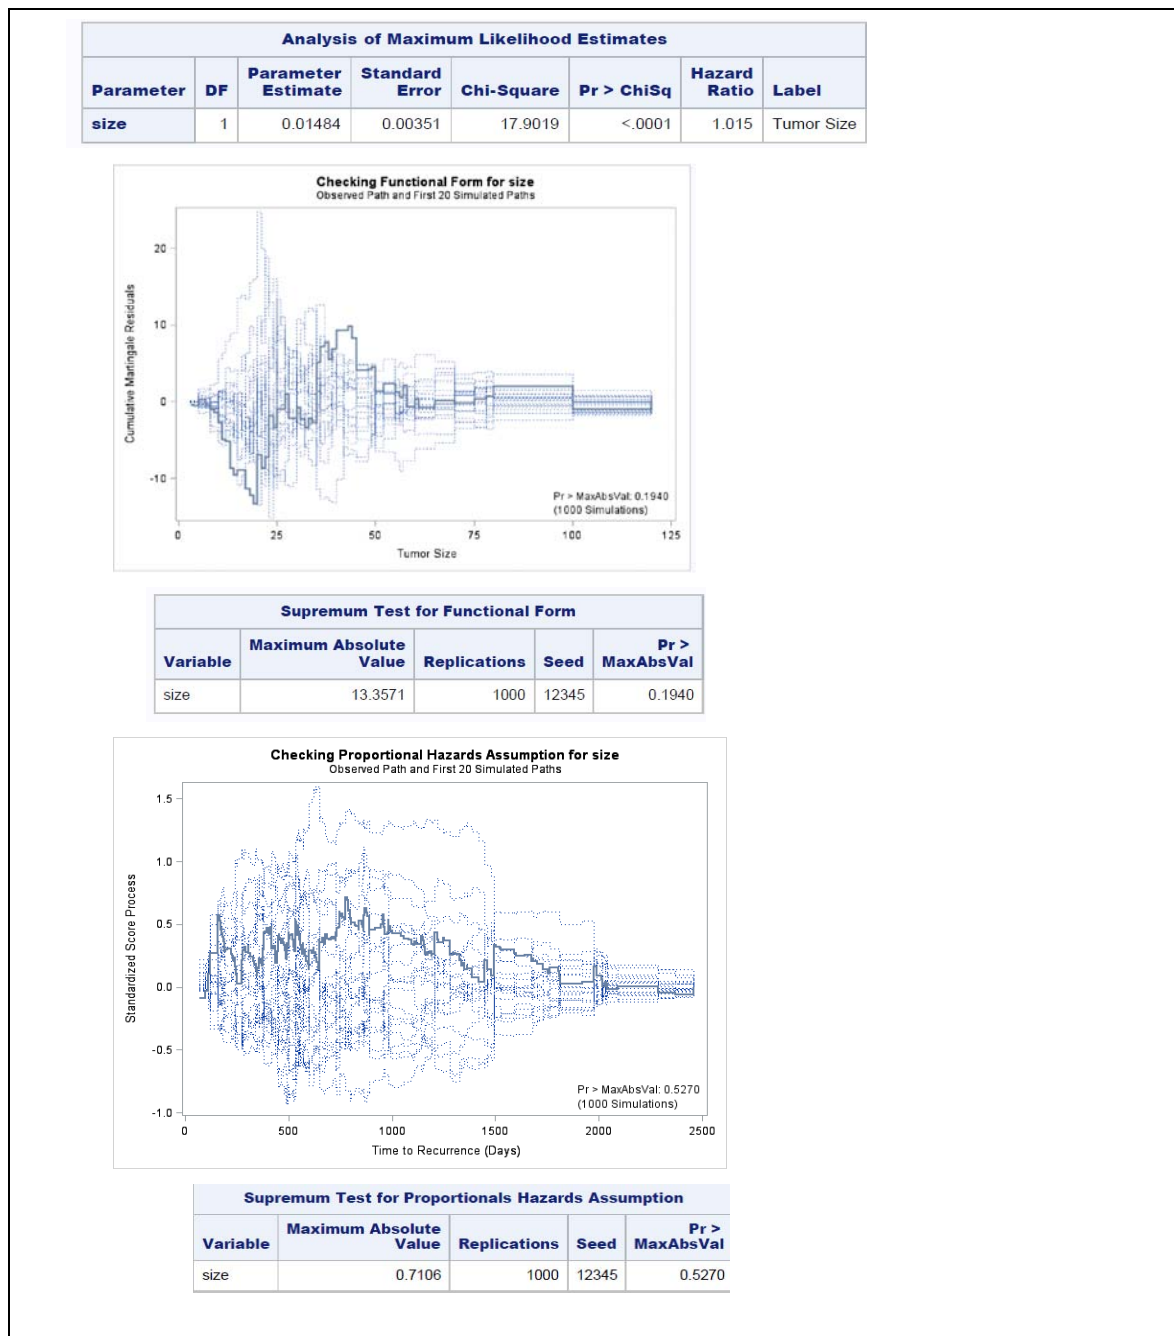 Analysis of Maximum Likelihood Estimates
Parameter DF Parameter Estimate Standard Error Chi-Square Pr > ChiSq Hazard Ratio Label
size 1 0.01484 0.00351 17.9019 <.0001 1.015 Tumor Size
Checking Functional Form for size
Observed Path and First 20 Simulated Paths
Cumulative Martingale Residuals
20
10
0
-10
Pr > MaxAbsVal: 0.1940
(1000 Simulations)
0 25 50 75 100 125
Tumor Size
Supremum Test for Functional Form
Variable Maximum Absolute Value Replications Seed Pr > MaxAbsVal
size 13.3571 1000 12345 0.1940
Checking Proportional Hazards Assumption for size
Observed Path and First 20 Simulated Paths
Standardized Score Process
1.5
1.0
0.5
0.0
-0.5
-1.0
Pr > MaxAbsVal: 0.5270
(1000 Simulations)
0 500 1000 1500 2000 2500
Time to Recurrence (Days)
Supremum Test for Proportionals Hazards Assumption
Variable Maximum Absolute Value Replications Seed Pr > MaxAbsVal
size 0.7106 1000 12345 0.5270